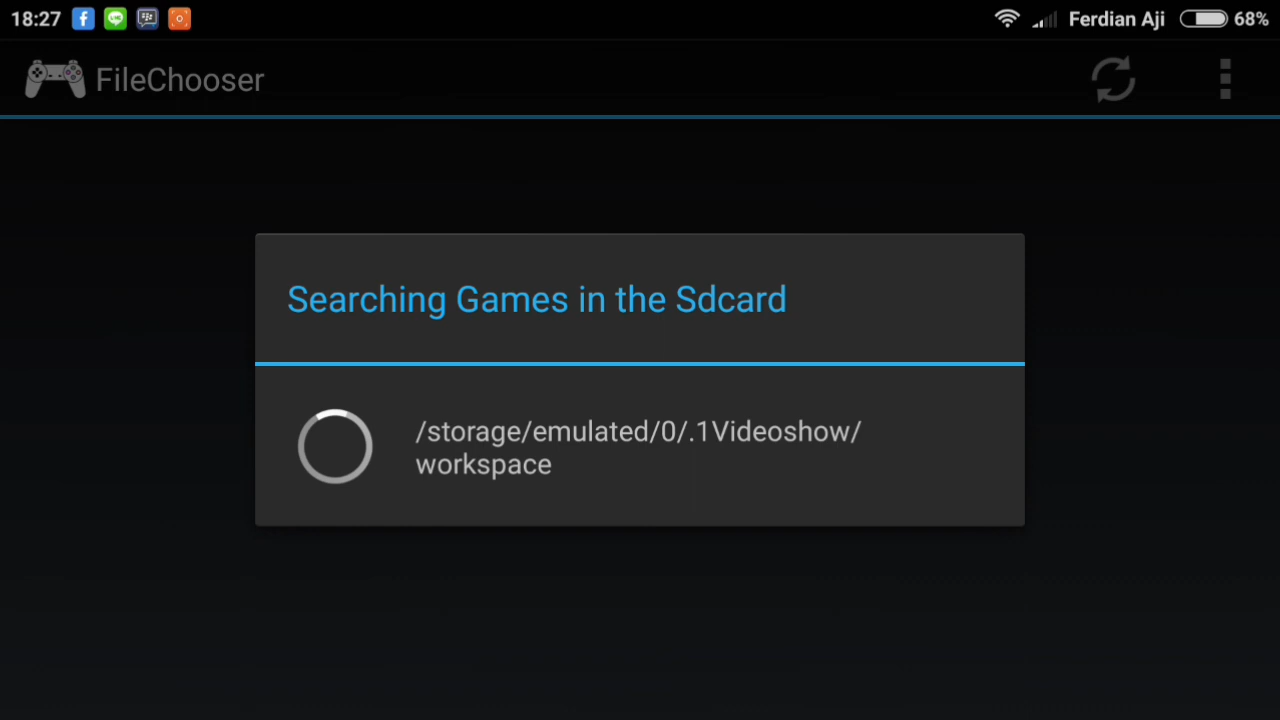 18:27 Ferdian Aji 68%
FileChooser
Searching Games in the Sdcard
/storage/emulated/0/.1Videoshow/
workspace